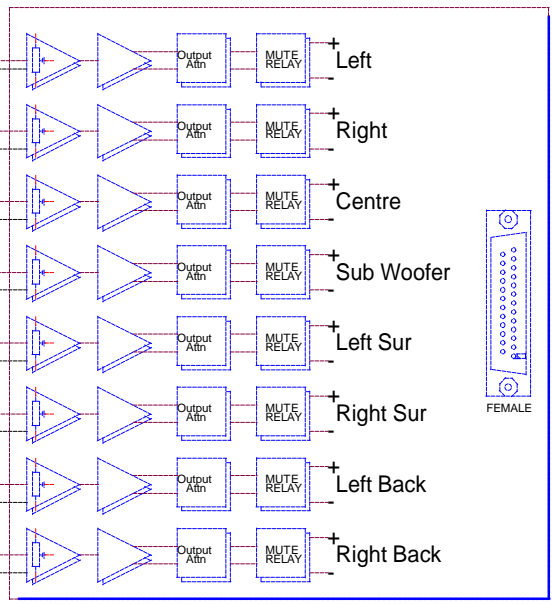 Output
Attn
MUTE
RELAY
+
Left
-
Output
Attn
MUTE
RELAY
+
Right
-
Output
Attn
MUTE
RELAY
+
Centre
-
Output
Attn
MUTE
RELAY
+
Sub Woofer
-
Output
Attn
MUTE
RELAY
+
Left Sur
-
Output
Attn
MUTE
RELAY
+
Right Sur
-
Output
Attn
MUTE
RELAY
+
Left Back
-
Output
Attn
MUTE
RELAY
+
Right Back
-
FEMALE